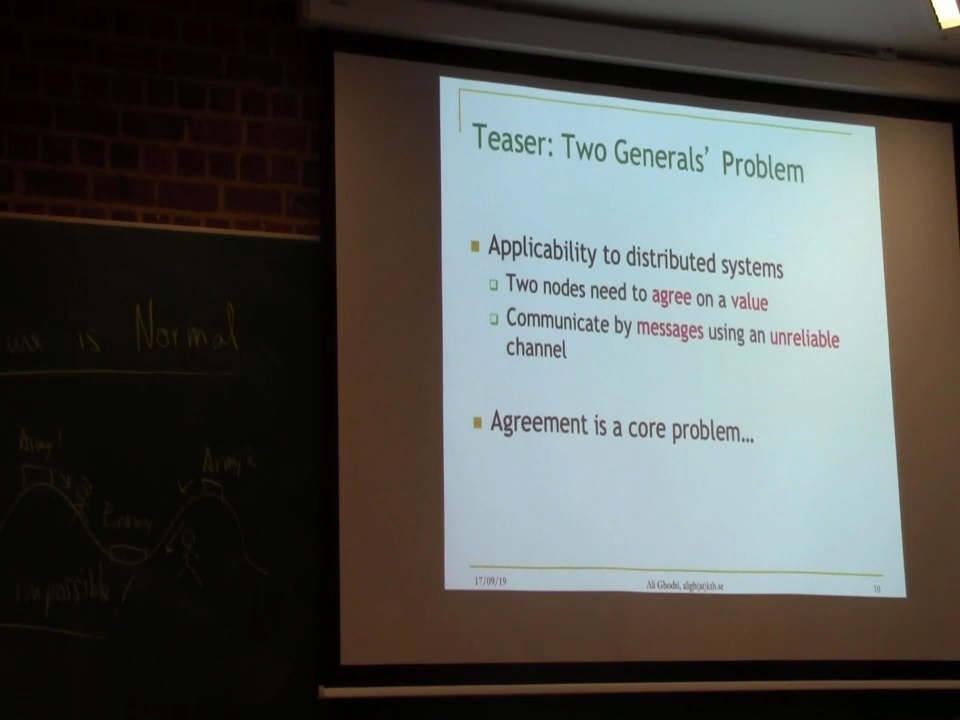 Teaser: Two Generals' Problem
Applicability to distributed systems
Two nodes need to agree on a value
Communicate by messages using an unreliable
channel
Agreement is a core problem...
17/09/19
Ali Ghodsi, aligh(at)kth.se
10
is Normal
Army 1
Army 2
Enemy
impossible!